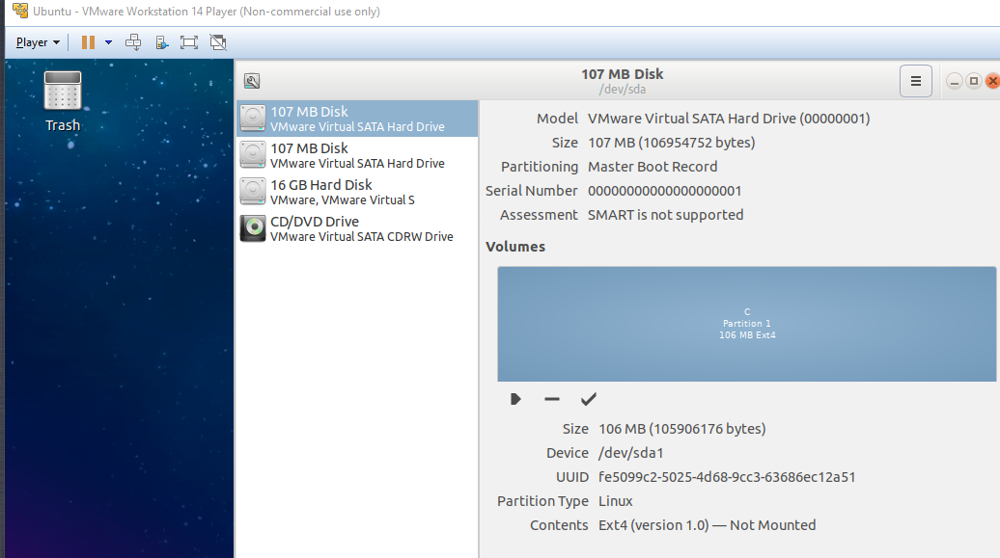 Ubuntu - VMware Workstation 14 Player (Non-commercial use only)
Player
Trash
107 MB Disk
/dev/sda
107 MB Disk
VMware Virtual SATA Hard Drive
107 MB Disk
VMware Virtual SATA Hard Drive
16 GB Hard Disk
VMware, VMware Virtual S
CD/DVD Drive
VMware Virtual SATA CDRW Drive
Model VMware Virtual SATA Hard Drive (00000001)
Size 107 MB (106954752 bytes)
Partitioning Master Boot Record
Serial Number 00000000000000000001
Assessment SMART is not supported
Volumes
C
Partition 1
106 MB Ext4
Size 106 MB (105906176 bytes)
Device /dev/sda1
UUID fe5099c2-5025-4d68-9cc3-63686ec12a51
Partition Type Linux
Contents Ext4 (version 1.0) — Not Mounted